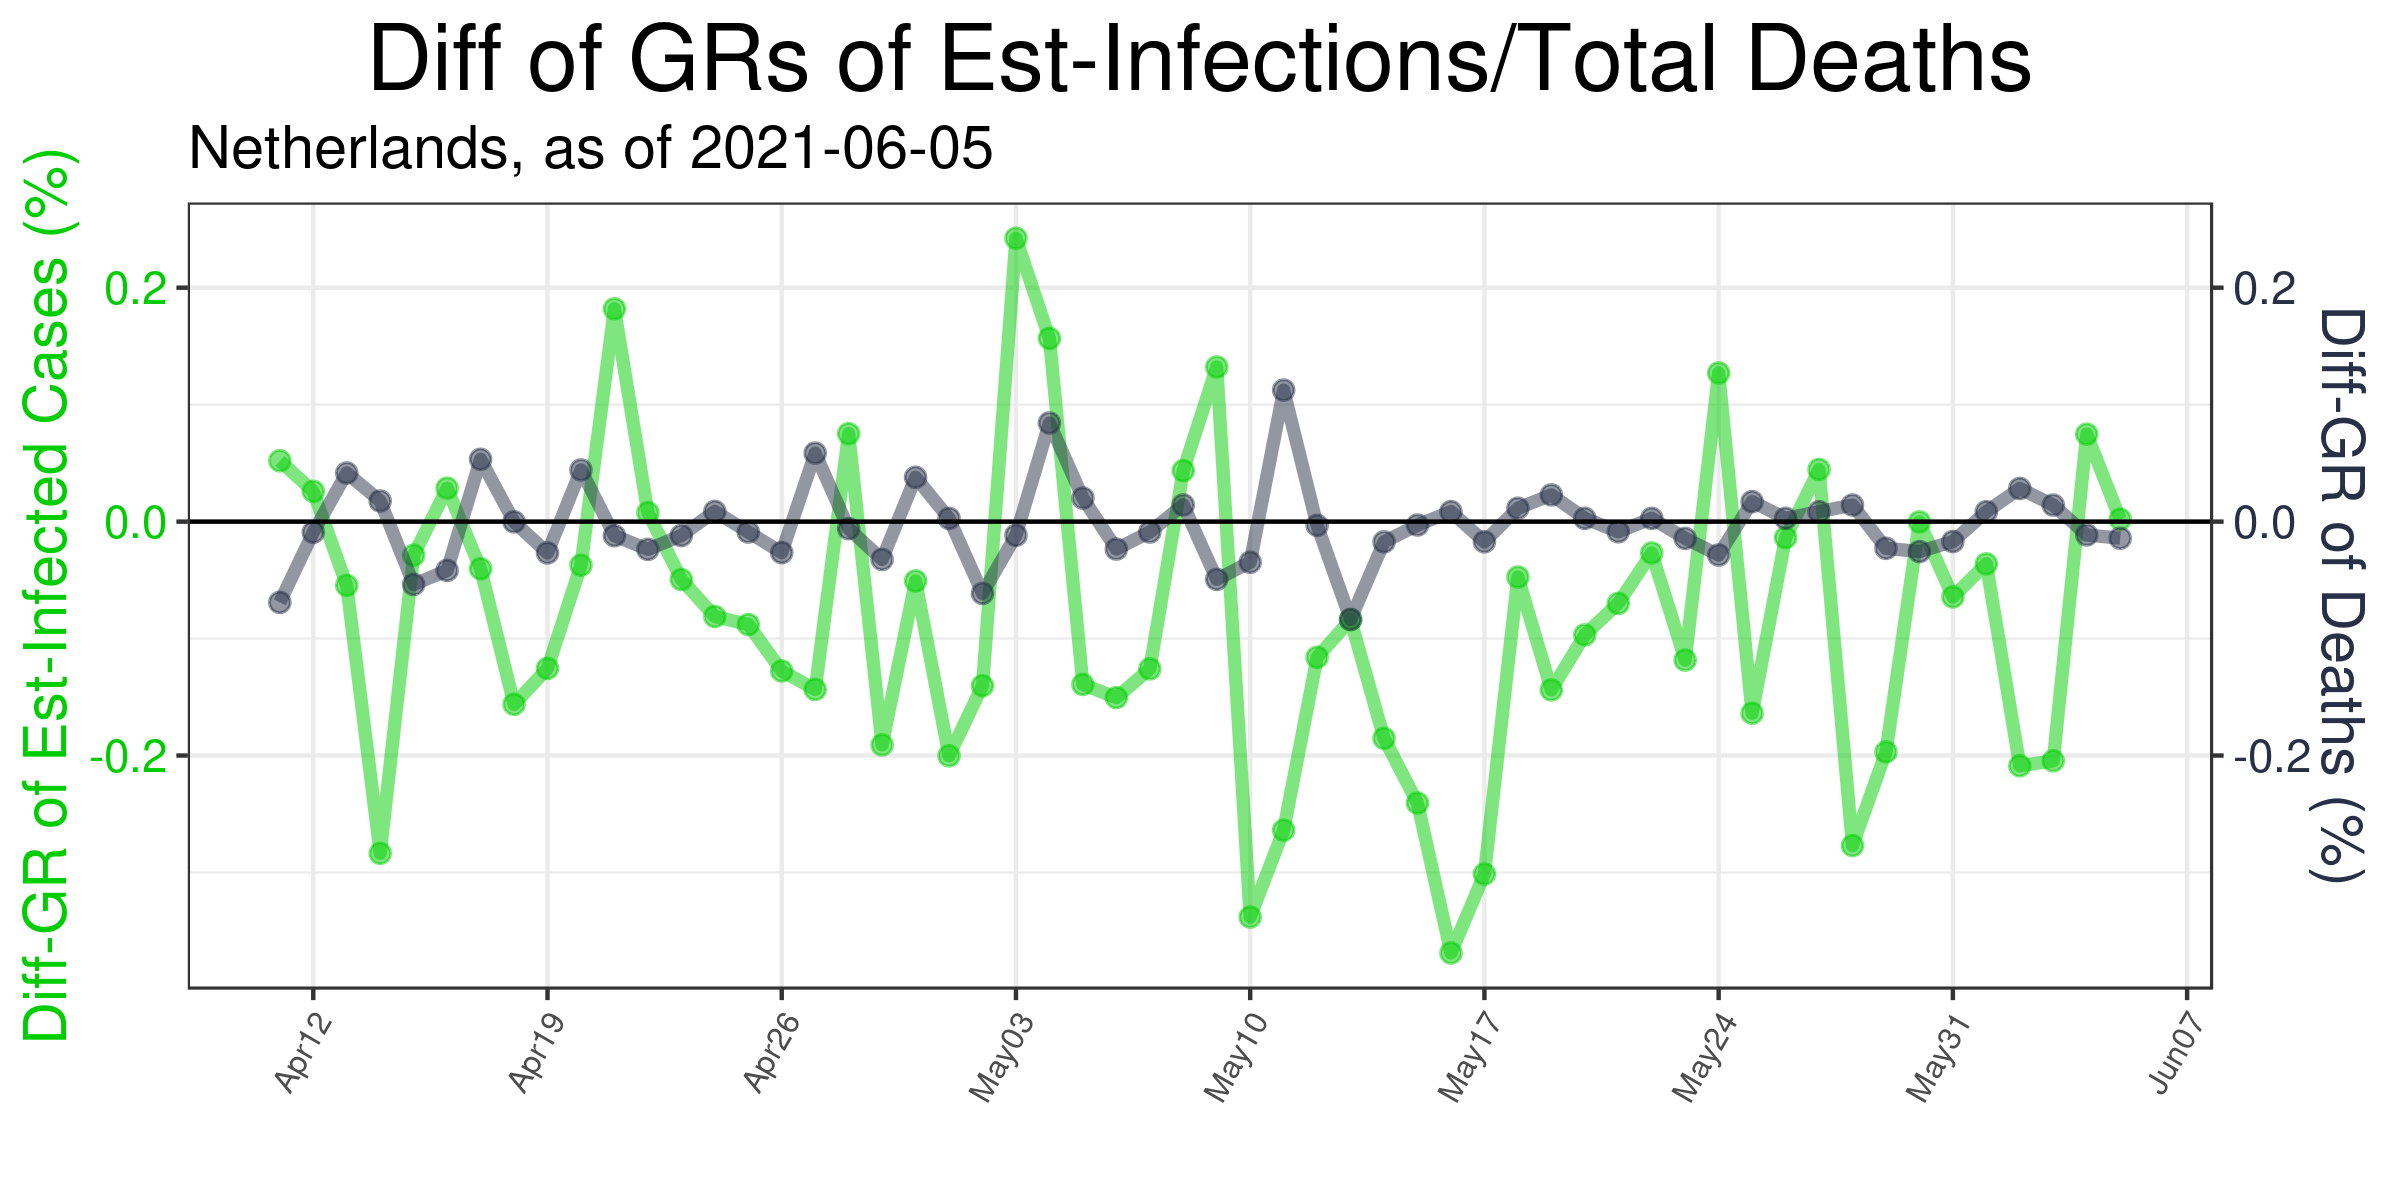 Diff of GRs of Est-Infections/Total Deaths
Netherlands, as of 2021-06-05
Diff-GR of Est-Infected Cases (%)
0.2
0.0
-0.2
0.2
0.0
-0.2
Diff-GR of Deaths (%)
Apr12
Apr19
Apr26
May03
May10
May17
May24
May31
Jun07